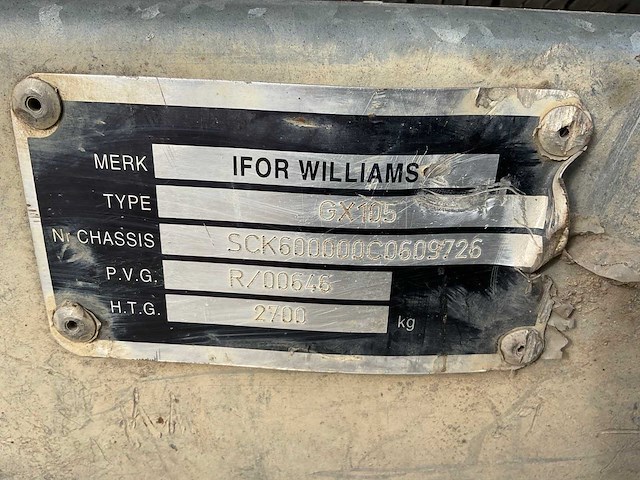 MERK IFOR WILLIAMS
TYPE GX105
Nr CHASSIS SCK600000C0609726
P.V.G. R/00646
H.T.G. 2700 kg